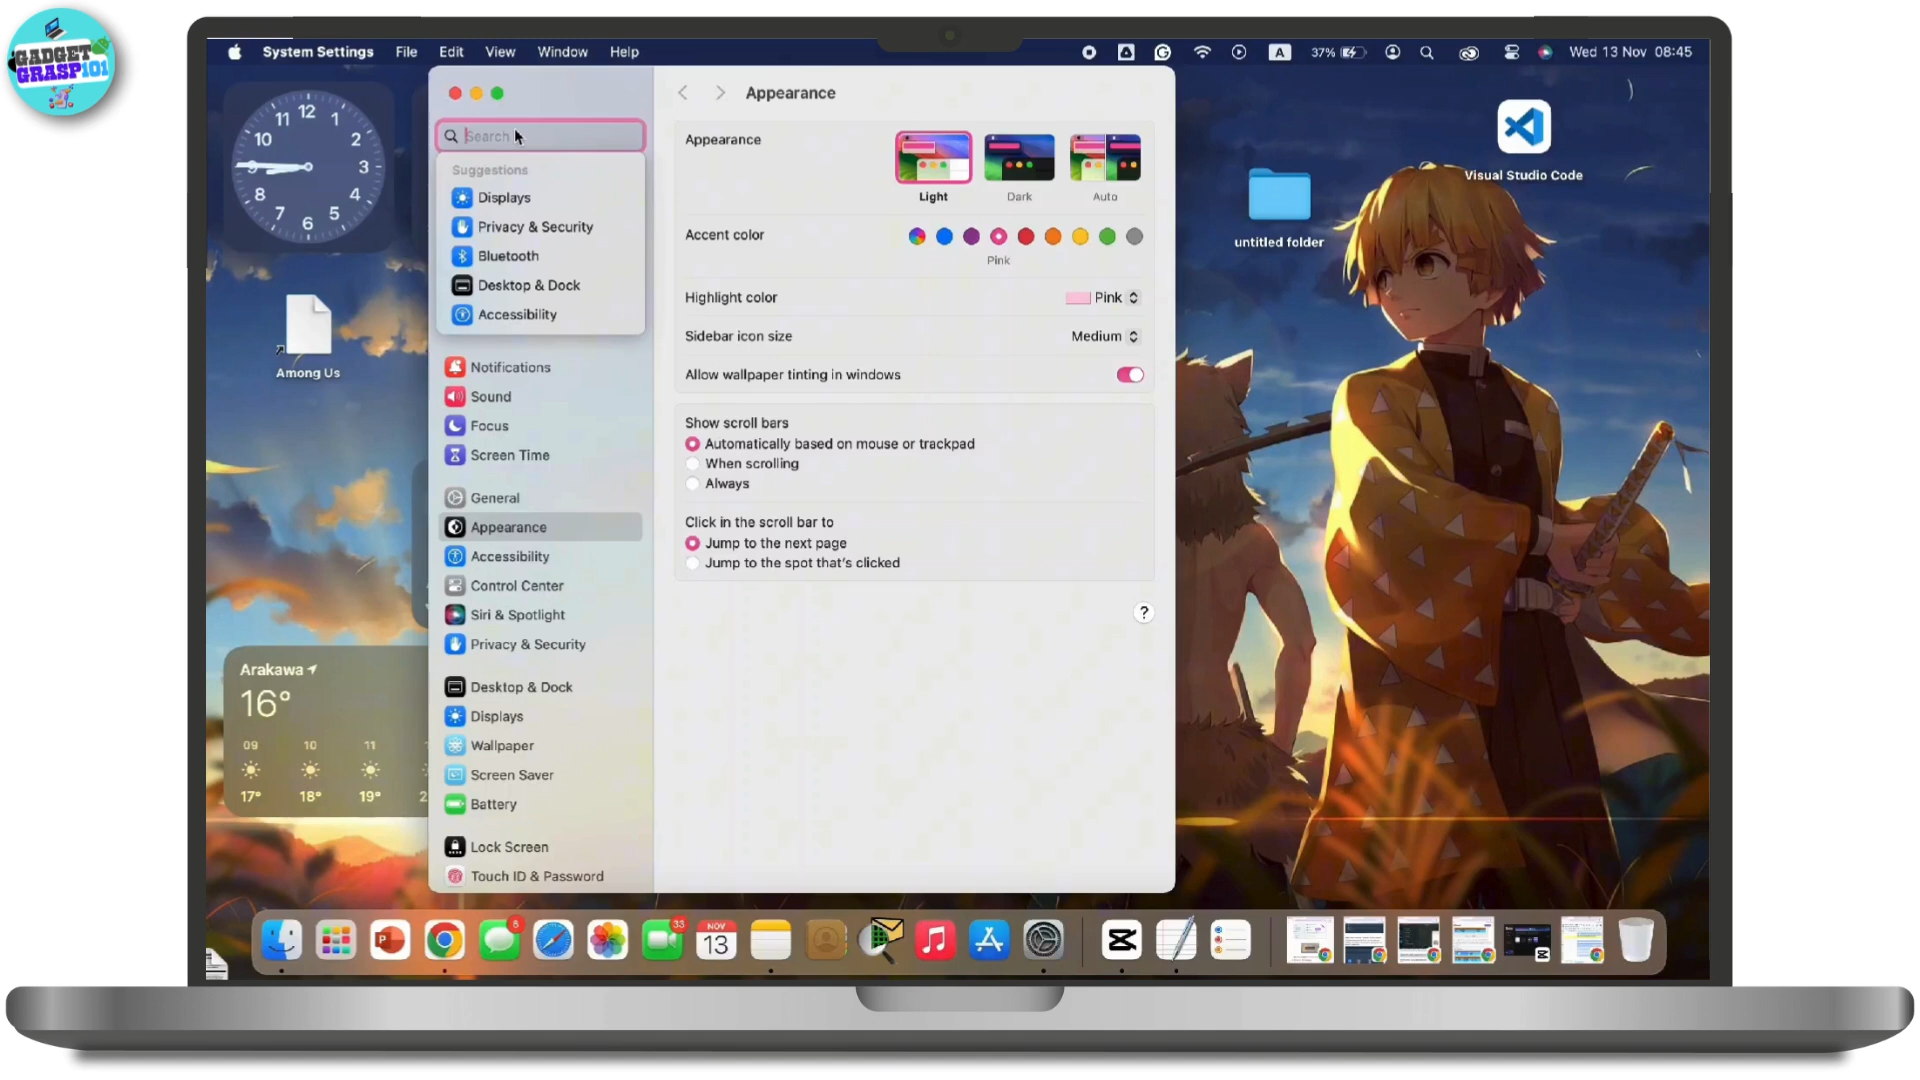 GADGET
GRASP101
System Settings File Edit View Window Help
A 37% Wed 13 Nov 08:45
12
11 1
10 2
9 3
8 4
7 5
6
Among Us
Arakawa
16°
09 10 11
17° 18° 19° 2
Search
Suggestions
Displays
Privacy & Security
Bluetooth
Desktop & Dock
Accessibility
Notifications
Sound
Focus
Screen Time
General
Appearance
Accessibility
Control Center
Siri & Spotlight
Privacy & Security
Desktop & Dock
Displays
Wallpaper
Screen Saver
Battery
Lock Screen
Touch ID & Password
Appearance
Appearance
Light Dark Auto
Accent color
Pink
Highlight color Pink
Sidebar icon size Medium
Allow wallpaper tinting in windows
Show scroll bars
Automatically based on mouse or trackpad
When scrolling
Always
Click in the scroll bar to
Jump to the next page
Jump to the spot that's clicked
?
untitled folder
Visual Studio Code
P
33
NOV
13